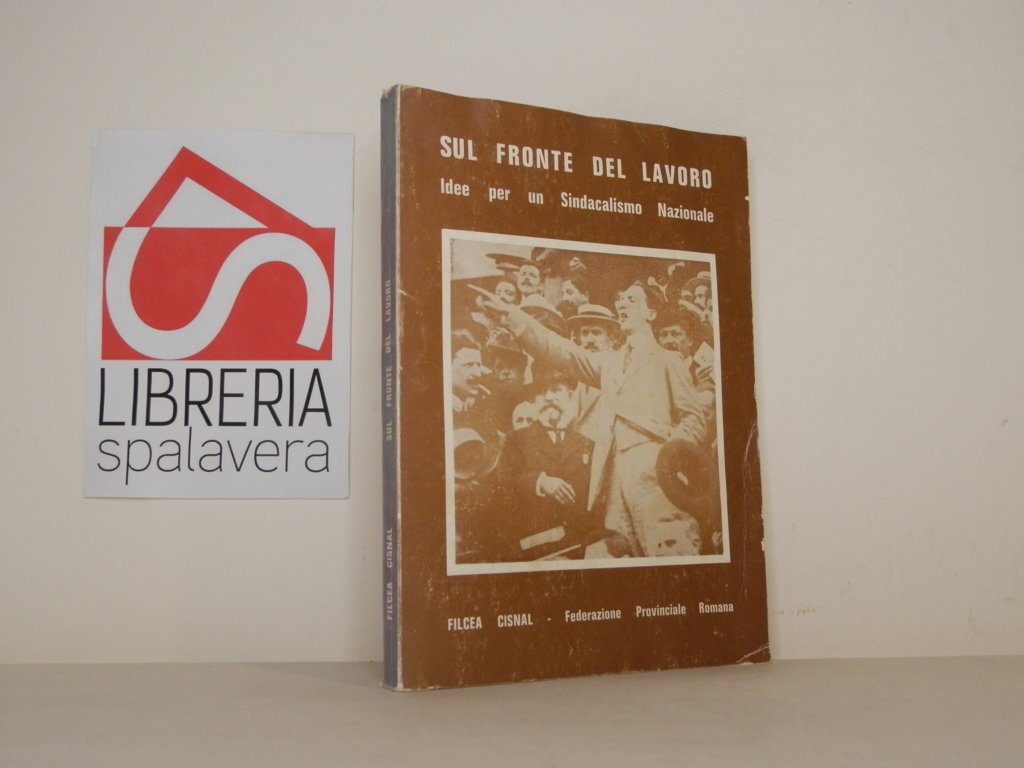 LIBRERIA
spalavera
SUL FRONTE DEL LAVORO
Idee per un Sindacalismo Nazionale
FILCEA CISNAL - Federazione Provinciale Romana
FILCEA CISNAL SUL FRONTE DEL LAVORO